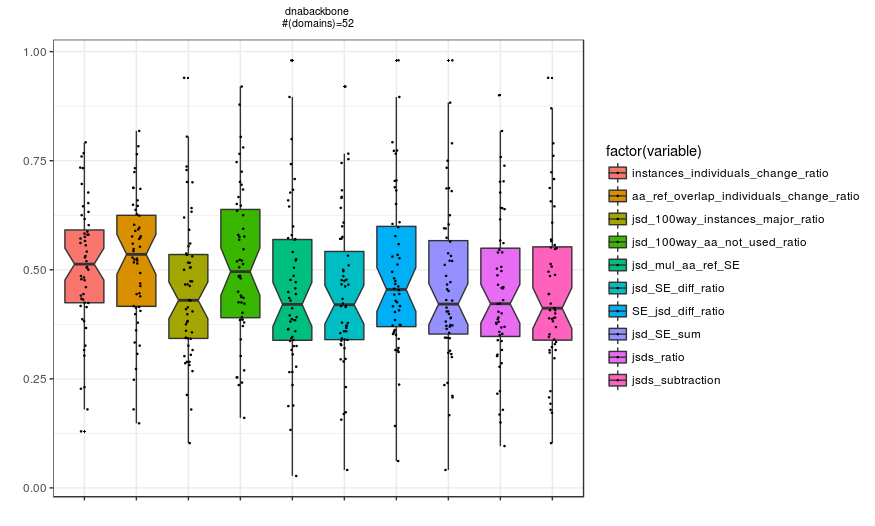 dnabackbone
#(domains)=52
1.00
0.75
0.50
0.25
0.00
factor(variable)
instances_individuals_change_ratio
aa_ref_overlap_individuals_change_ratio
jsd_100way_instances_major_ratio
jsd_100way_aa_not_used_ratio
jsd_mul_aa_ref_SE
jsd_SE_diff_ratio
SE_jsd_diff_ratio
jsd_SE_sum
jsds_ratio
jsds_subtraction